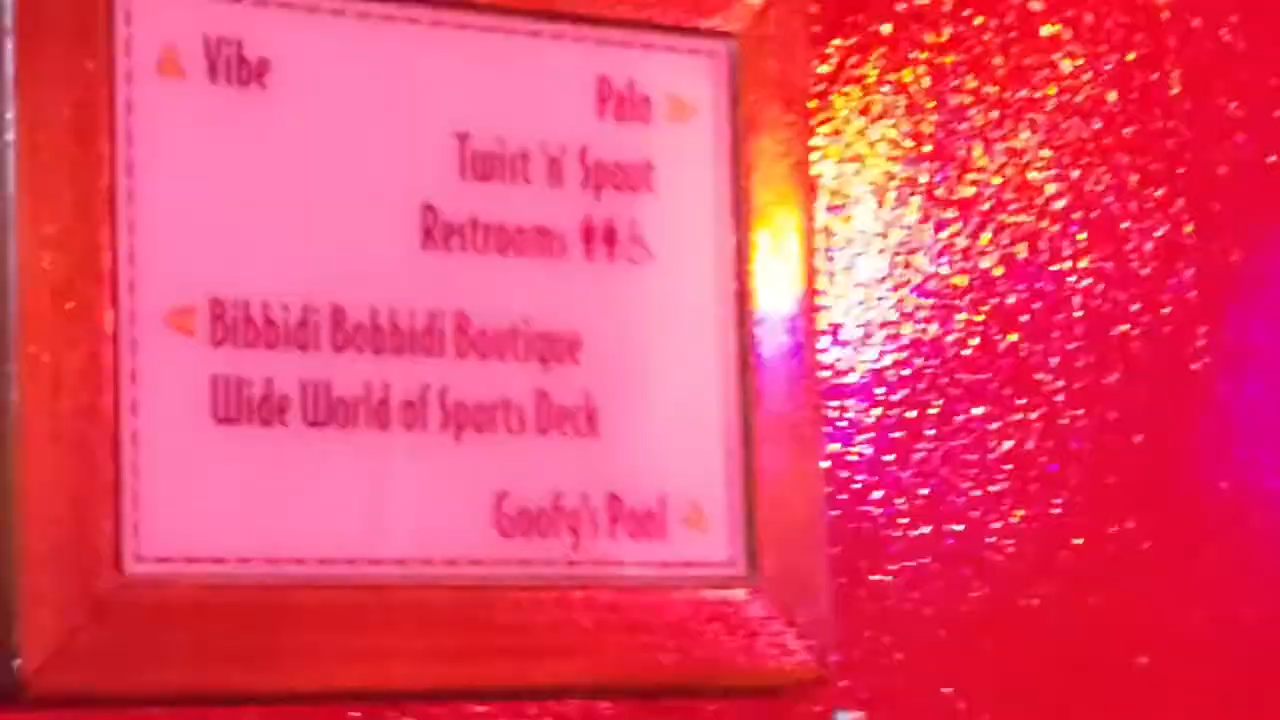 Vibe
Palo
Twist 'n' Spout
Restrooms
Bibbidi Bobbidi Boutique
Wide World of Sports Deck
Goofy's Pool